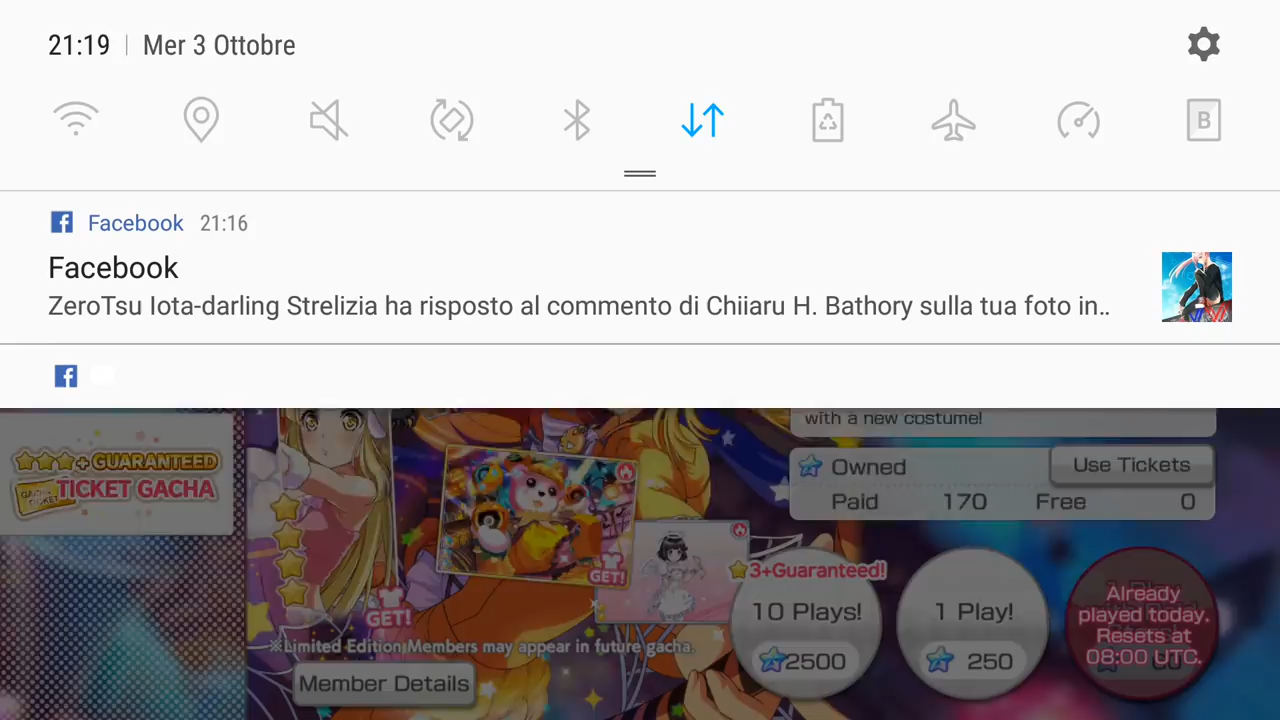 21:19 | Mer 3 Ottobre
B
Facebook 21:16
Facebook
ZeroTsu Iota-darling Strelizia ha risposto al commento di Chiiaru H. Bathory sulla tua foto in..
with a new costume!
+ GUARANTEED
TICKET GACHA
Owned
Use Tickets
Paid 170 Free 0
GET!
GET!
3+Guaranteed!
10 Plays!
2500
1 Play!
250
Already
played today.
Resets at
08:00 UTC.
※Limited Edition Members may appear in future gacha.
Member Details